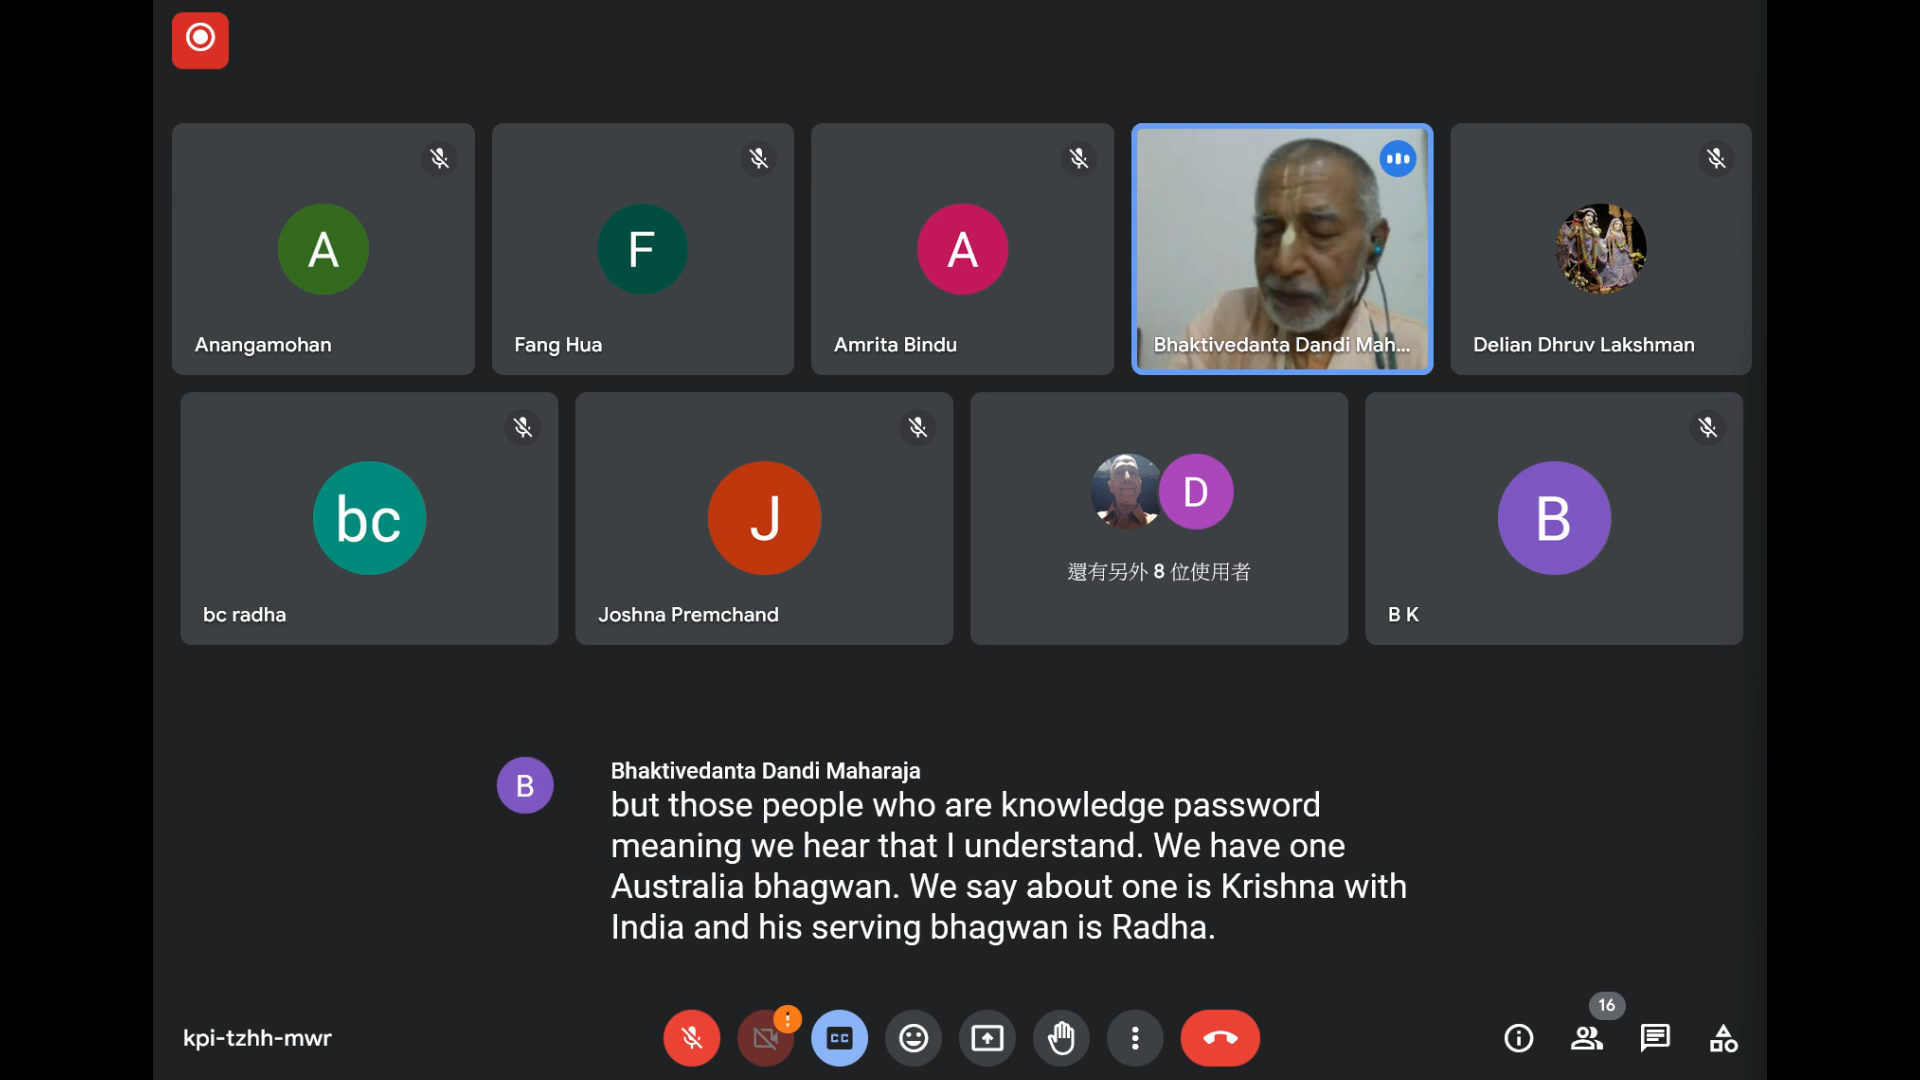 A
F
A
Anangamohan
Fang Hua
Amrita Bindu
Bhaktivedanta Dandi Mah...
Delian Dhruv Lakshman
bc
J
D
B
還有另外 8 位使用者
bc radha
Joshna Premchand
B K
B
Bhaktivedanta Dandi Maharaja
but those people who are knowledge password
meaning we hear that I understand. We have one
Australia bhagwan. We say about one is Krishna with
India and his serving bhagwan is Radha.
16
kpi-tzhh-mwr
CC